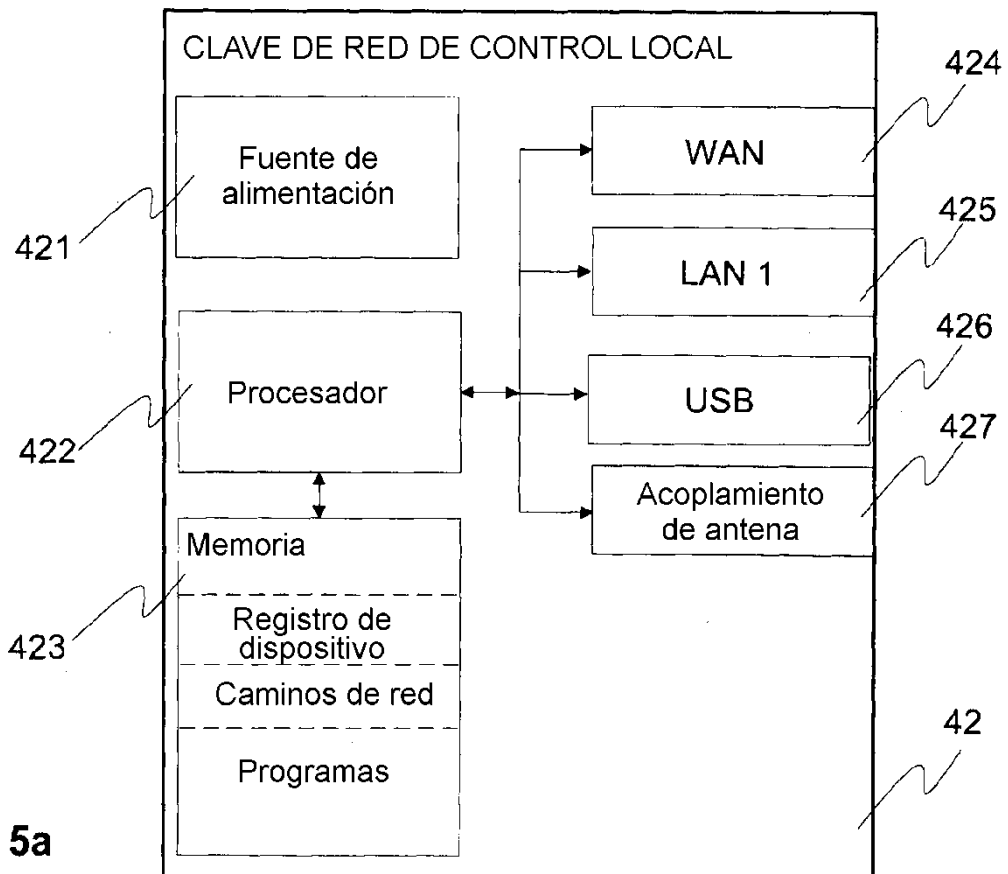 CLAVE DE RED DE CONTROL LOCAL
424
Fuente de
alimentación
WAN
421
425
LAN 1
426
Procesador
USB
422
427
Acoplamiento
de antena
Memoria
423
Registro de
dispositivo
Caminos de red
42
Programas
5a